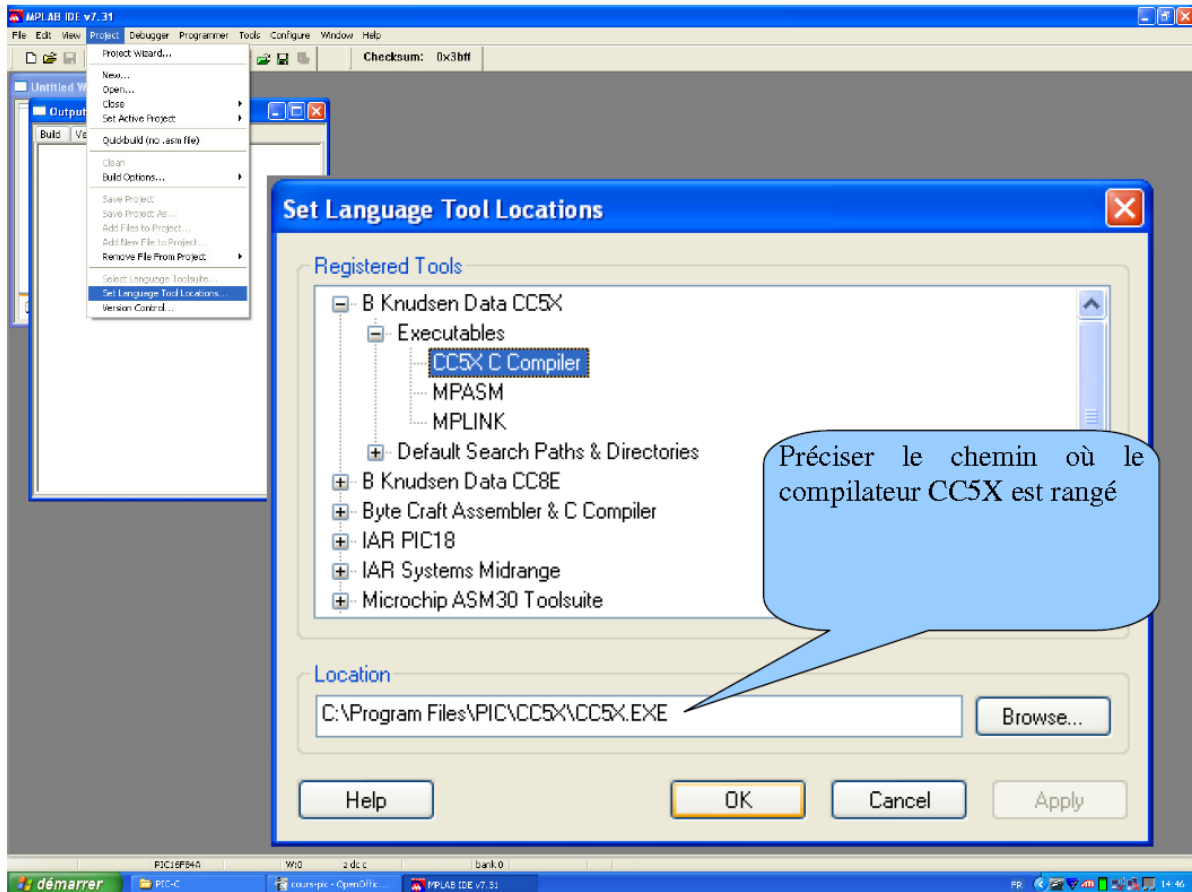 MPLAB IDE v7.31
File Edit View Project Debugger Programmer Tools Configure Window Help
Checksum: 0x3bff
Project Wizard...
New...
Open...
Close
Set Active Project
Quickbuild (no .asm file)
Clean
Build Options...
Save Project
Save Project As...
Add Files to Project...
Add New File to Project...
Remove File From Project
Select Language Toolsuite...
Set Language Tool Locations...
Version Control...
Untitled W
Output
Build Ve
Set Language Tool Locations
Registered Tools
B Knudsen Data CC5X
Executables
CC5X C Compiler
MPASM
MPLINK
Default Search Paths & Directories
B Knudsen Data CC8E
Byte Craft Assembler & C Compiler
IAR PIC18
IAR Systems Midrange
Microchip ASM30 Toolsuite
Préciser le chemin où le
compilateur CC5X est rangé
Location
C:\Program Files\PIC\CC5X\CC5X.EXE
Browse...
Help OK Cancel Apply
PIC16F84A W:0 z dc c bank 0
démarrer PIC-C cours-pic - OpenOffic... MPLAB IDE v7.31 FR 14:46